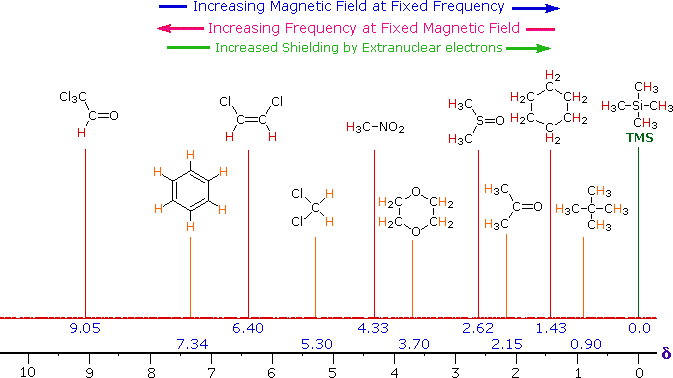 Increasing Magnetic Field at Fixed Frequency
Increasing Frequency at Fixed Magnetic Field
Increased Shielding by Extranuclear electrons
Cl3C
C=O
H
Cl Cl
C=C
H H
H3C-NO2
CH3
S=O
CH3
H2
C
H2C CH2
H2C CH2
C
H2
CH3
H3C-Si-CH3
CH3
TMS
H
H H
H H
H
Cl H
C
Cl H
O
H2C CH2
H2C CH2
O
CH3
C=O
CH3
CH3
H3C-C-CH3
CH3
9.05 6.40 4.33 2.62 1.43 0.0
7.34 5.30 3.70 2.15 0.90
δ
10 9 8 7 6 5 4 3 2 1 0